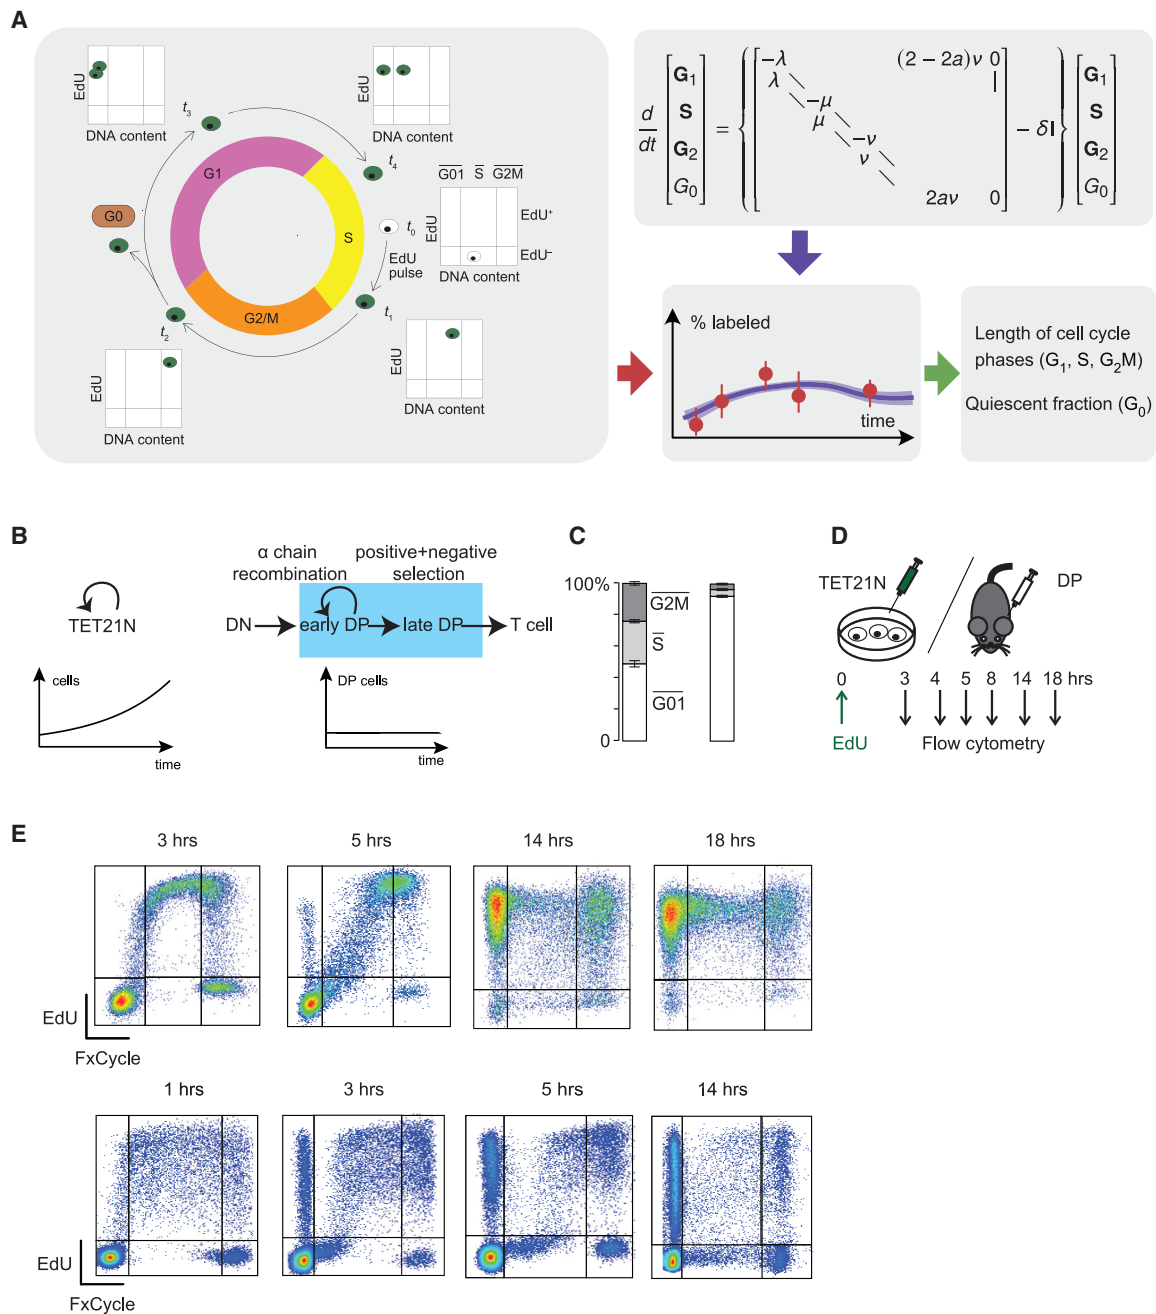 A
EdU
DNA content
t3
EdU
DNA content
t4
G1
G0
S
G2/M
G01 S G2M
t0
EdU
EdU+
EdU−
DNA content
EdU
pulse
t1
t2
EdU
DNA content
EdU
DNA content
d/dt [G1 S G2 G0] = {[−λ (2 − 2a)ν 0
λ −μ
μ −ν
ν
2aν 0] − δI} [G1 S G2 G0]
% labeled
time
Length of cell cycle
phases (G1, S, G2M)
Quiescent fraction (G0)
B
TET21N
cells
time
α chain
recombination
positive+negative
selection
DN
early DP
late DP
T cell
DP cells
time
C
100%
0
G2M
S
G01
D
TET21N
DP
0 3 4 5 8 14 18 hrs
EdU
Flow cytometry
E
3 hrs
5 hrs
14 hrs
18 hrs
EdU
FxCycle
1 hrs
3 hrs
5 hrs
14 hrs
EdU
FxCycle